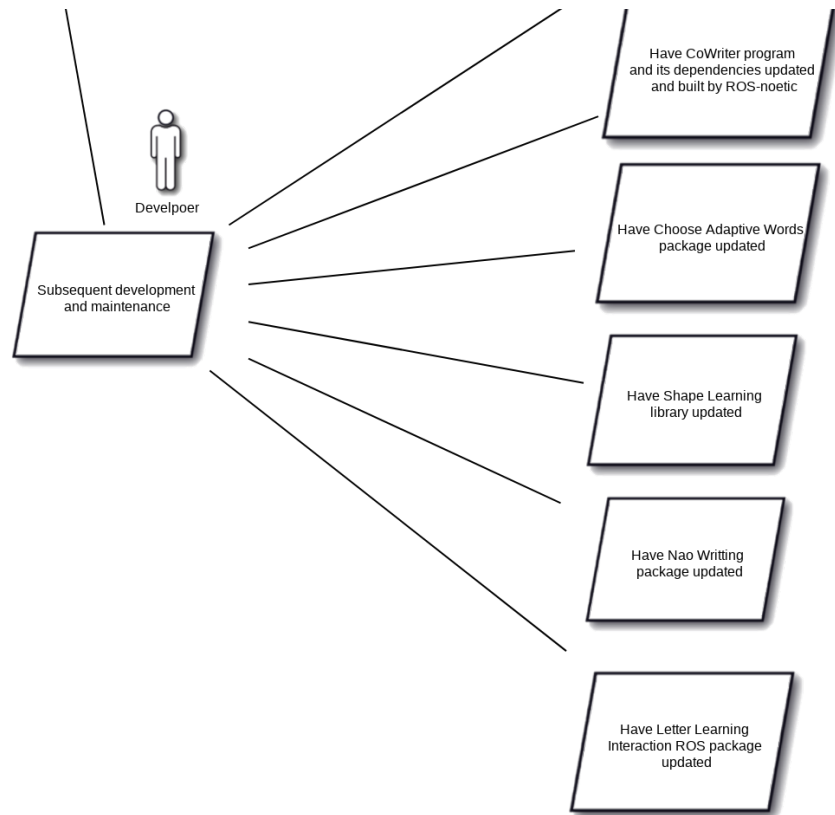 Have CoWriter program
and its dependencies updated
and built by ROS-noetic
Develpoer
Have Choose Adaptive Words
package updated
Subsequent development
and maintenance
Have Shape Learning
library updated
Have Nao Writting
package updated
Have Letter Learning
Interaction ROS package
updated